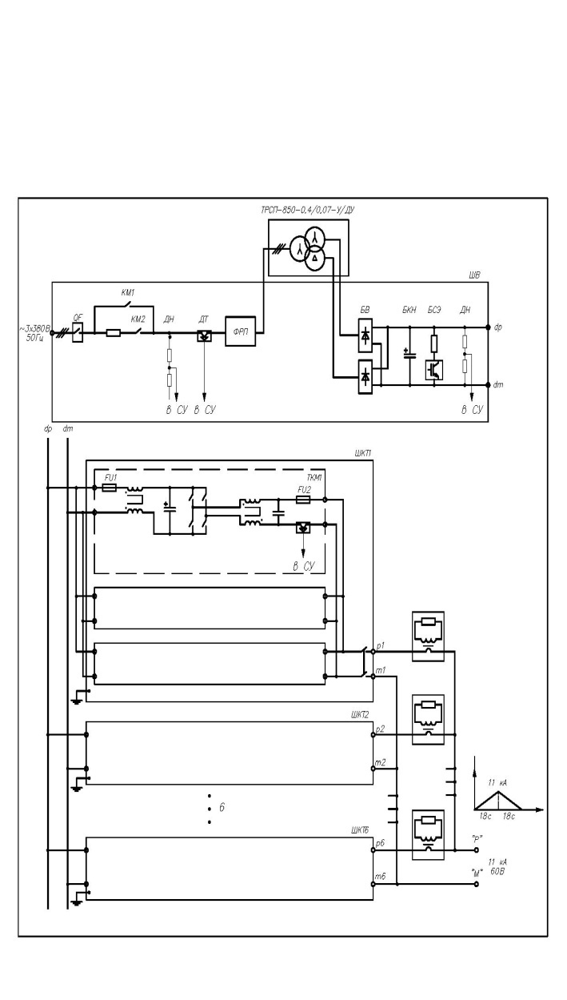 ТРСП-850-0,4/0,07-У/ДУ
ШВ
КМ1
QF
КМ2
ДН
ДТ
ФРП
БВ
БКН
БСЭ
ДН
~3х380В
50Гц
dp
dm
В СУ
В СУ
В СУ
dp
dm
ШКТ1
FU1
ТКМ1
FU2
В СУ
p1
m1
ШКТ2
p2
m2
6
11 кА
18с
18с
ШКТ6
p6
"Р"
11 кА
60В
"М"
m6